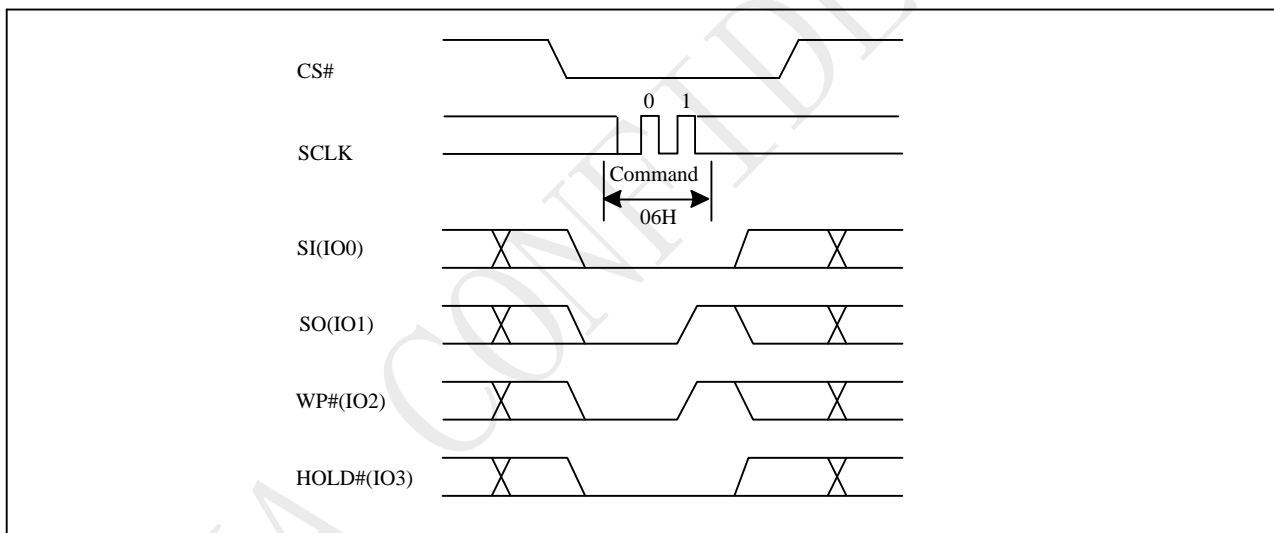 CS#
0 1
SCLK
Command
06H
SI(IO0)
SO(IO1)
WP#(IO2)
HOLD#(IO3)